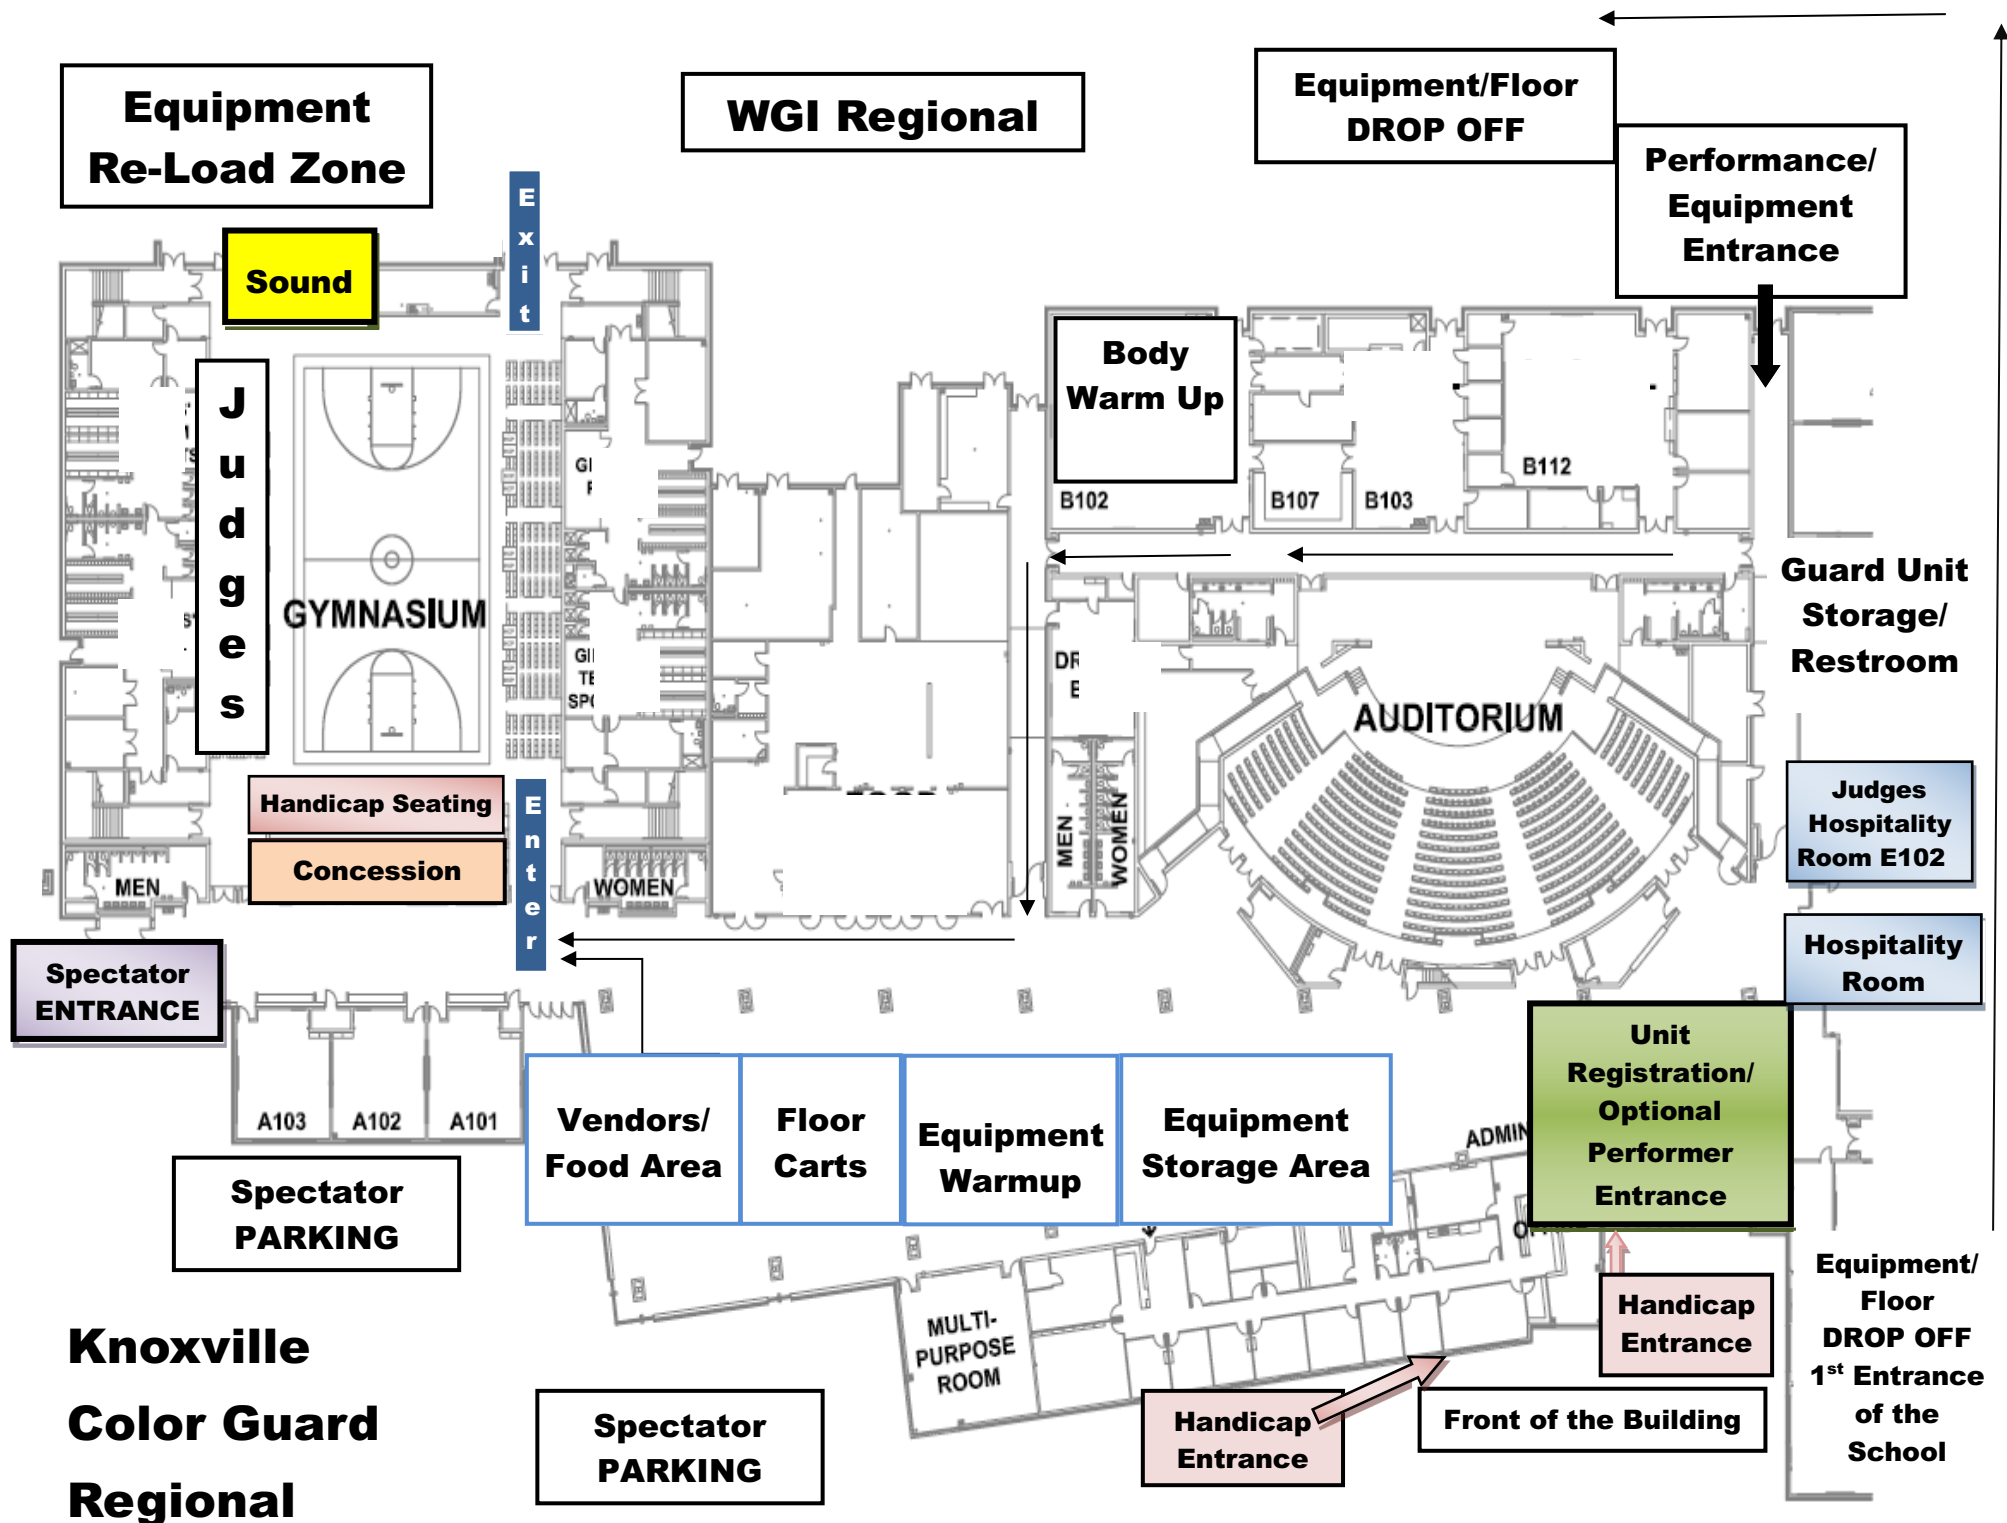 Equipment
Re-Load Zone
WGI Regional
Equipment/Floor
DROP OFF
Performance/
Equipment
Entrance
E
x
i
t
Sound
J
u
d
g
e
s
GYMNASIUM
Body
Warm Up
B102
B107
B103
B112
Guard Unit
Storage/
Restroom
AUDITORIUM
GI
TE
SPO
DR
E
Handicap Seating
Concession
E
n
t
e
r
MEN
WOMEN
MEN
WOMEN
Judges
Hospitality
Room E102
Hospitality
Room
Spectator
ENTRANCE
A103
A102
A101
Vendors/
Food Area
Floor
Carts
Equipment
Warmup
Equipment
Storage Area
ADMIN
Unit
Registration/
Optional
Performer
Entrance
Spectator
PARKING
MULTI-
PURPOSE
ROOM
Handicap
Entrance
Handicap
Entrance
Front of the Building
Equipment/
Floor
DROP OFF
1st Entrance
of the
School
Spectator
PARKING
Knoxville
Color Guard
Regional